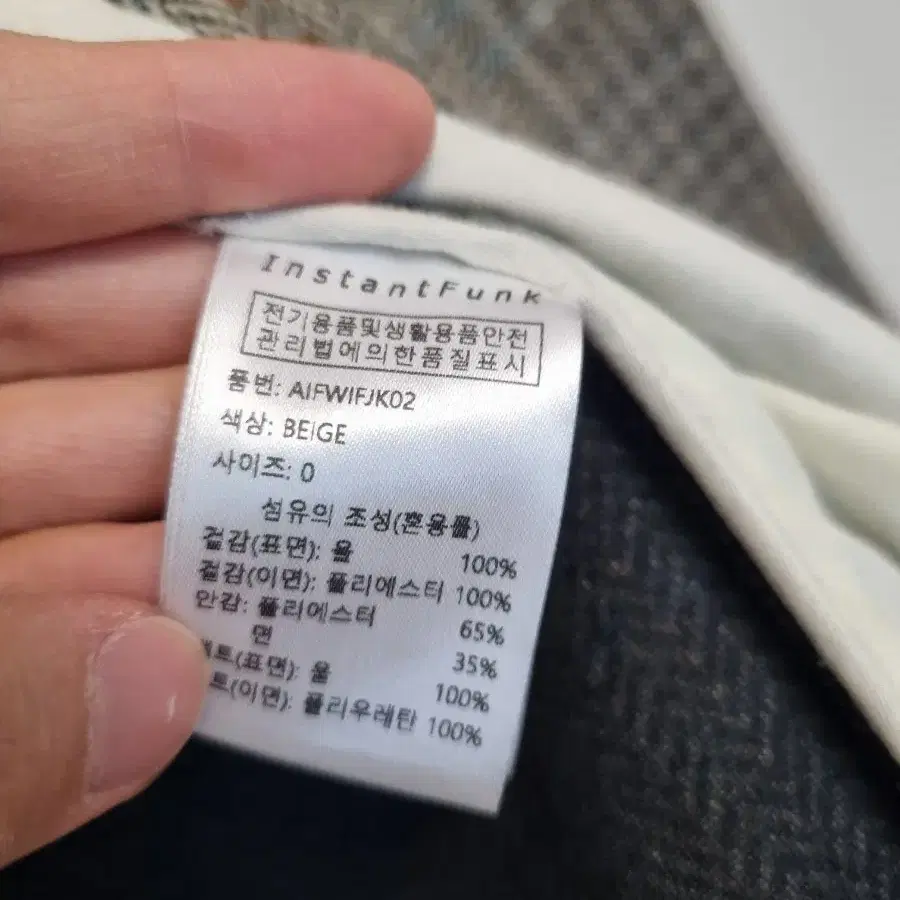 InstantFunk
전기용품및생활용품안전
관리법에의한품질표시
품번: AIFWIFJK02
색상: BEIGE
사이즈: 0
섬유의 조성(혼용률)
겉감(표면): 울 100%
겉감(이면): 폴리에스터 100%
안감: 폴리에스터 65%
면 35%
트(표면): 울 100%
트(이면): 폴리우레탄 100%